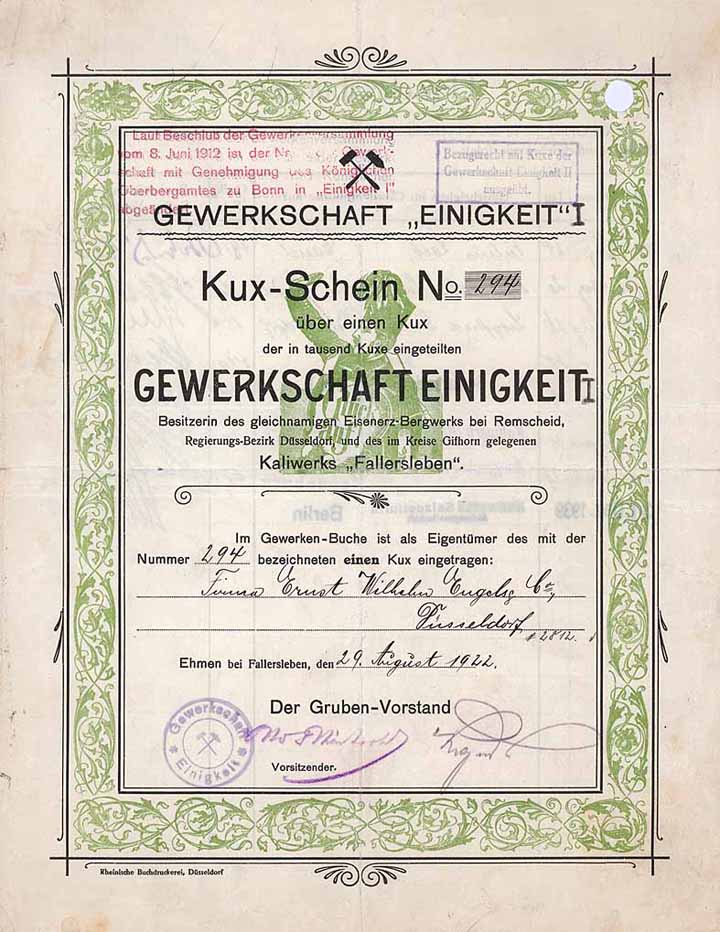 Laut Beschluß der Gewerkenversammlung
vom 8. Juni 1912 ist der Gewerk-
schaft mit Genehmigung des Königlichen
Oberbergamtes zu Bonn in „Einigkeit I"
abgeändert
Bezugsrecht auf Kuxe der
Gewerkschaft Einigkeit II
ausgeübt.
GEWERKSCHAFT „EINIGKEIT" I
Kux-Schein No. 294
über einen Kux
der in tausend Kuxe eingeteilten
GEWERKSCHAFT EINIGKEIT I
Besitzerin des gleichnamigen Eisenerz-Bergwerks bei Remscheid,
Regierungs-Bezirk Düsseldorf, und des im Kreise Gifhorn gelegenen
Kaliwerks „Fallersleben".
Berlin
Im Gewerken-Buche ist als Eigentümer des mit der
Nummer 294 bezeichneten einen Kux eingetragen:
Firma Ernst Wilhelm Engels & Co,
Düsseldorf
Ehmen bei Fallersleben, den 29. August 1922.
Der Gruben-Vorstand
Gewerkschaft
Einigkeit
Vorsitzender.
Rheinische Buchdruckerei, Düsseldorf